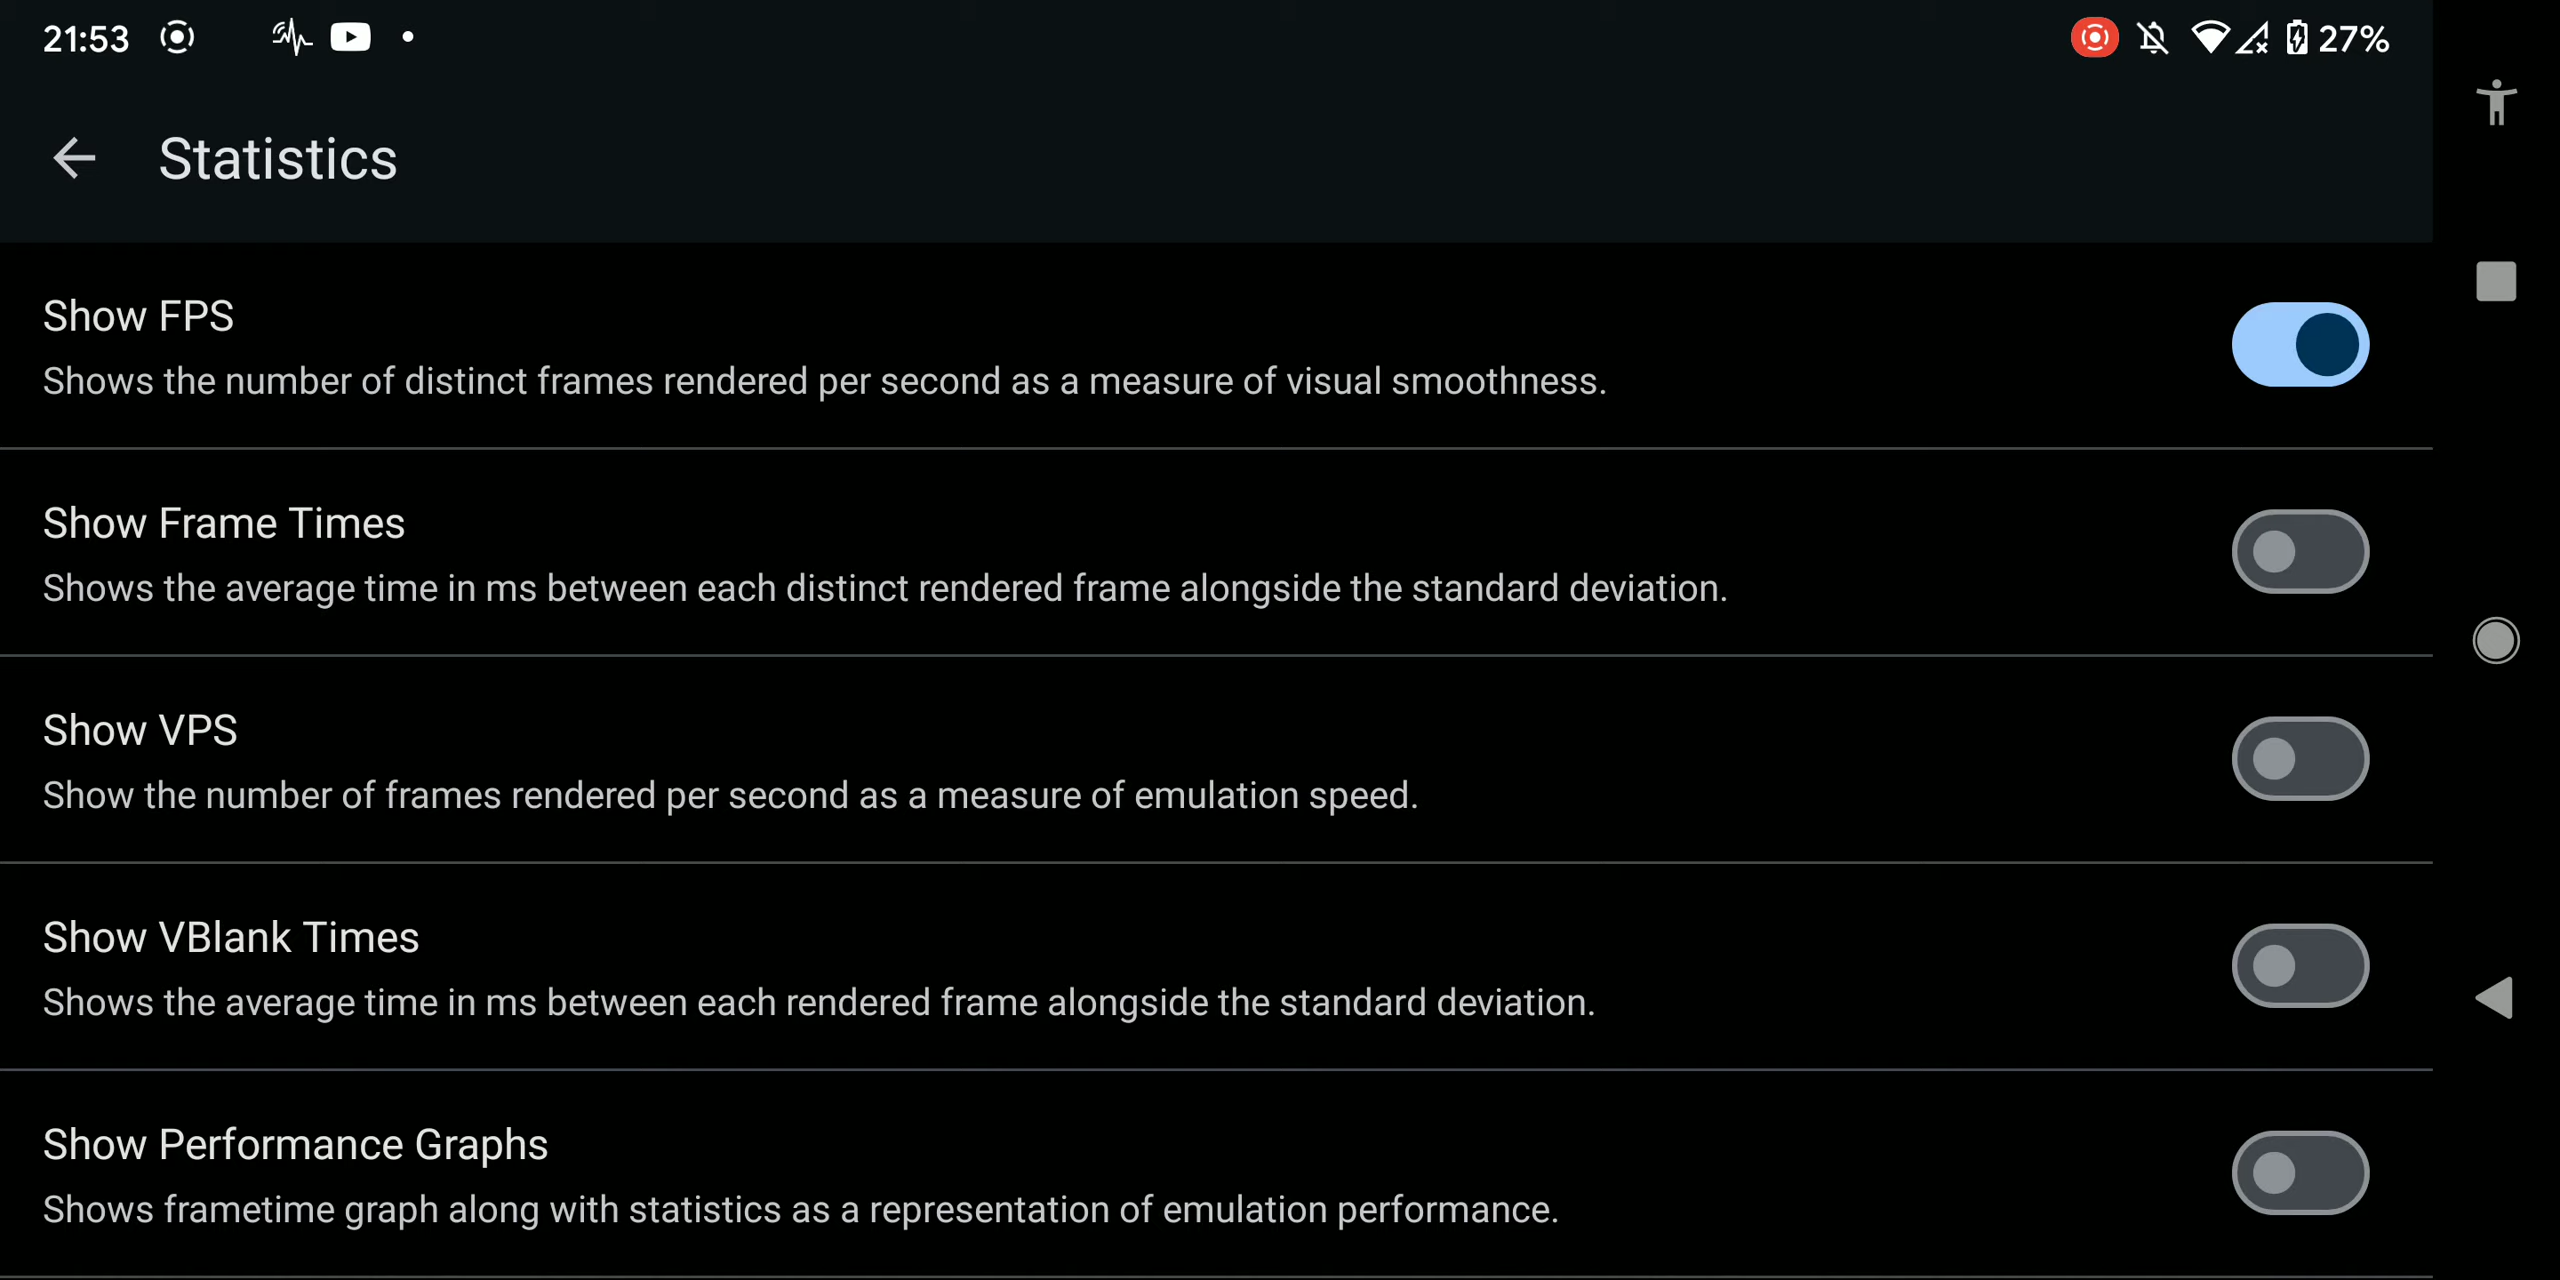 21:53
27%
Statistics
Show FPS
Shows the number of distinct frames rendered per second as a measure of visual smoothness.
Show Frame Times
Shows the average time in ms between each distinct rendered frame alongside the standard deviation.
Show VPS
Show the number of frames rendered per second as a measure of emulation speed.
Show VBlank Times
Shows the average time in ms between each rendered frame alongside the standard deviation.
Show Performance Graphs
Shows frametime graph along with statistics as a representation of emulation performance.